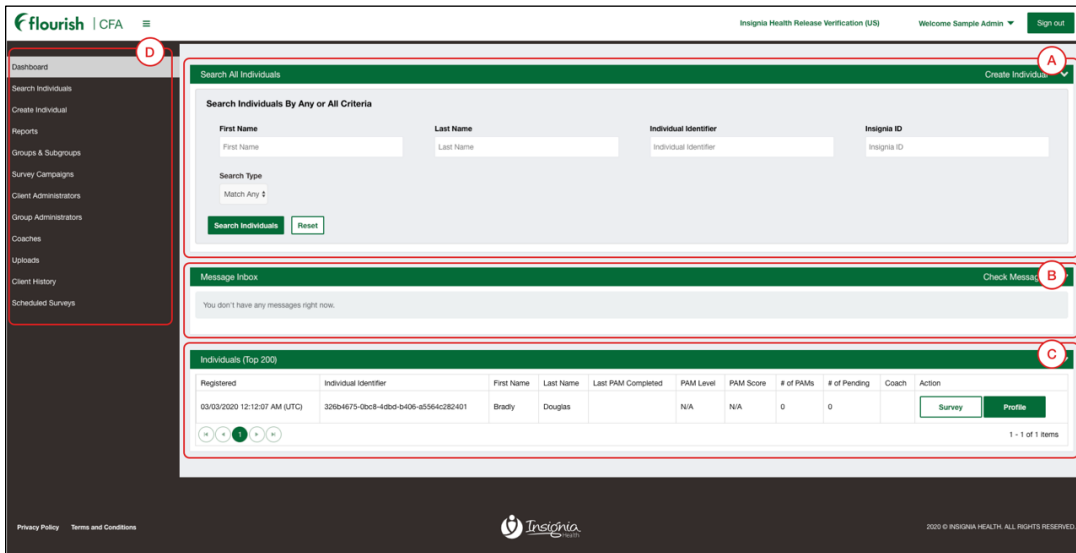 flourish | CFA
Insignia Health Release Verification (US)
Welcome Sample Admin
Sign out
D
Dashboard
Search Individuals
Create Individual
Reports
Groups & Subgroups
Survey Campaigns
Client Administrators
Group Administrators
Coaches
Uploads
Client History
Scheduled Surveys
A
Search All Individuals
Create Individual
Search Individuals By Any or All Criteria
First Name Last Name Individual Identifier Insignia ID
First Name Last Name Individual Identifier Insignia ID
Search Type
Match Any
Search Individuals Reset
B
Message Inbox
Check
You don't have any messages right now.
C
Individuals (Top 200)
Registered Individual Identifier First Name Last Name Last PAM Completed PAM Level PAM Score # of PAMs # of Pending Coach Action
03/03/2020 12:12:07 AM (UTC) 326b4675-0bc8-4dbd-b406-a5564c282401 Bradly Douglas N/A N/A 0 0 Survey Profile
1 1 - 1 of 1 items
Privacy Policy Terms and Conditions
Insignia
Health
2020 © INSIGNIA HEALTH. ALL RIGHTS RESERVED.